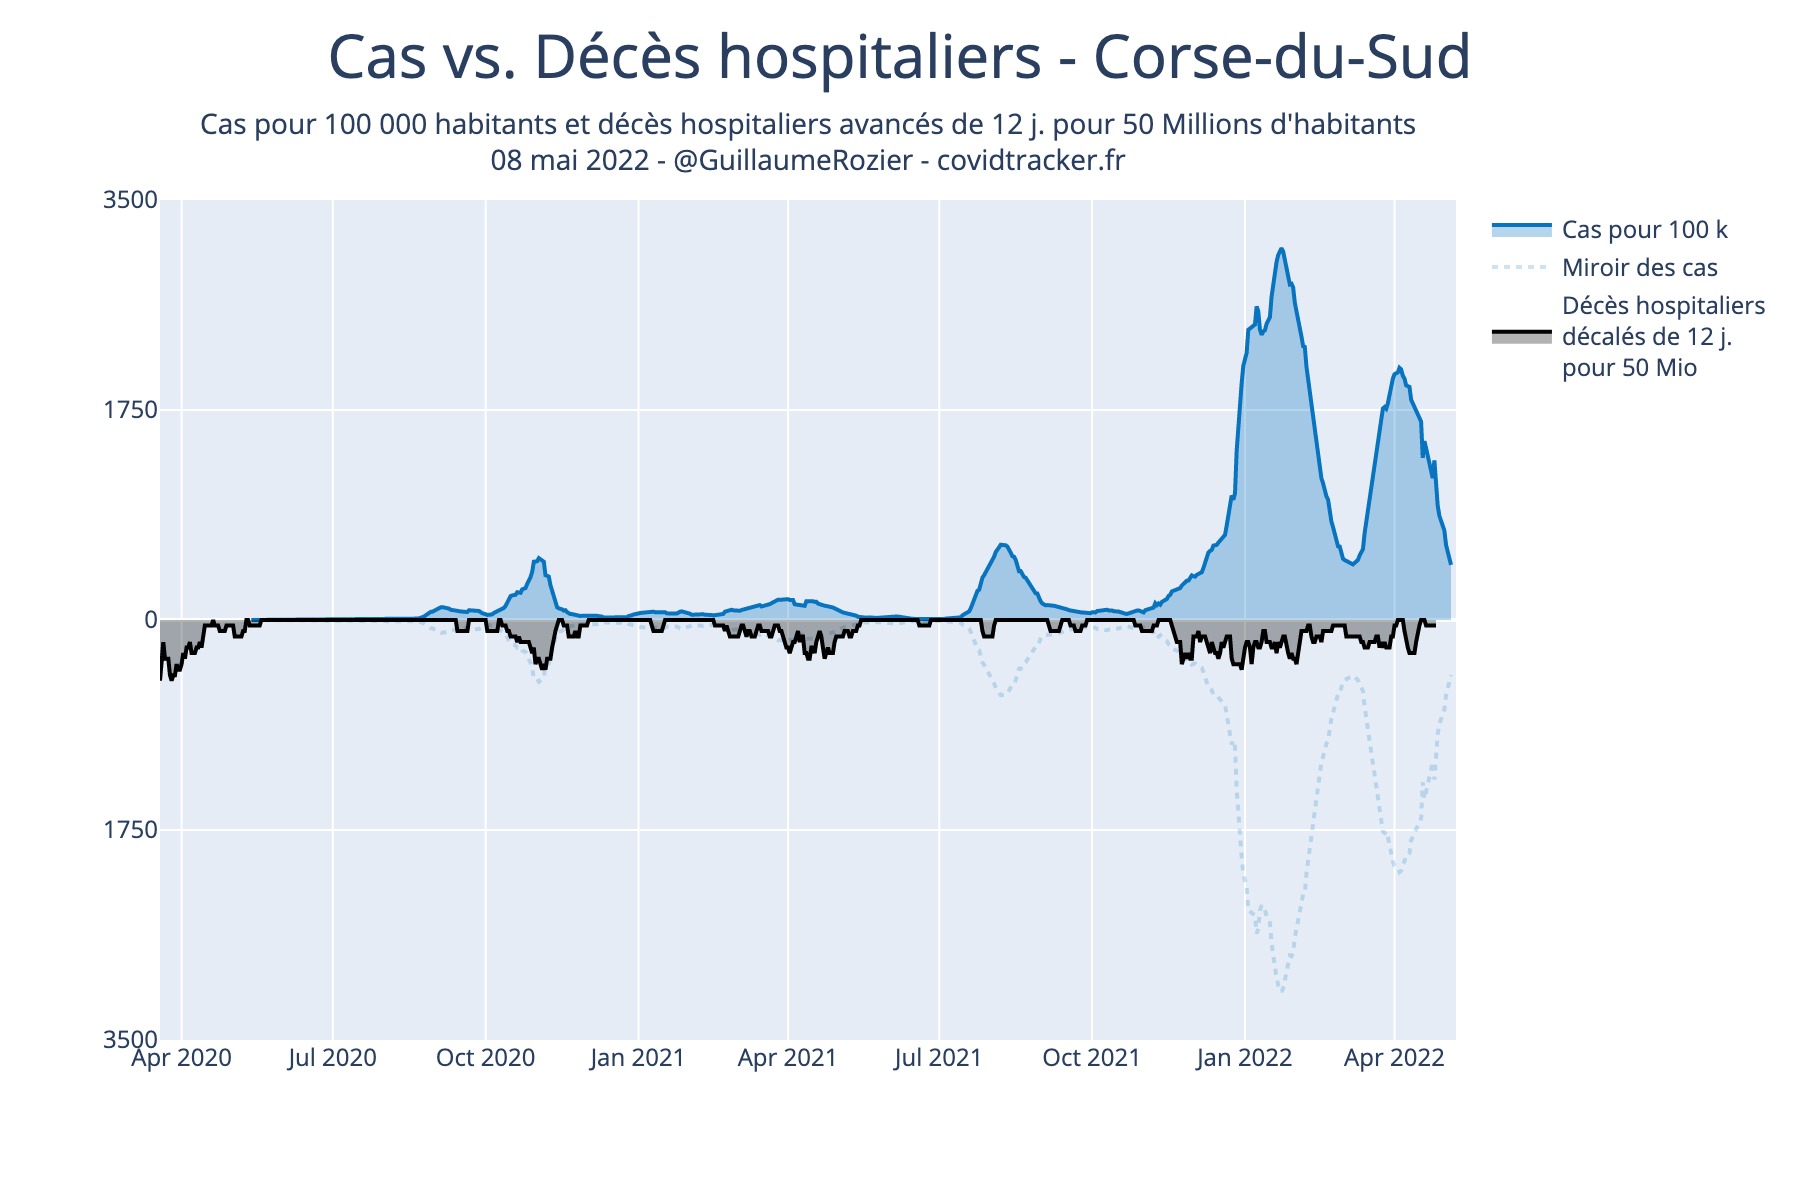 Cas vs. Décès hospitaliers - Corse-du-Sud
Cas pour 100 000 habitants et décès hospitaliers avancés de 12 j. pour 50 Millions d'habitants
08 mai 2022 - @GuillaumeRozier - covidtracker.fr
3500
1750
0
1750
3500
Apr 2020
Jul 2020
Oct 2020
Jan 2021
Apr 2021
Jul 2021
Oct 2021
Jan 2022
Apr 2022
Cas pour 100 k
Miroir des cas
Décès hospitaliers
décalés de 12 j.
pour 50 Mio